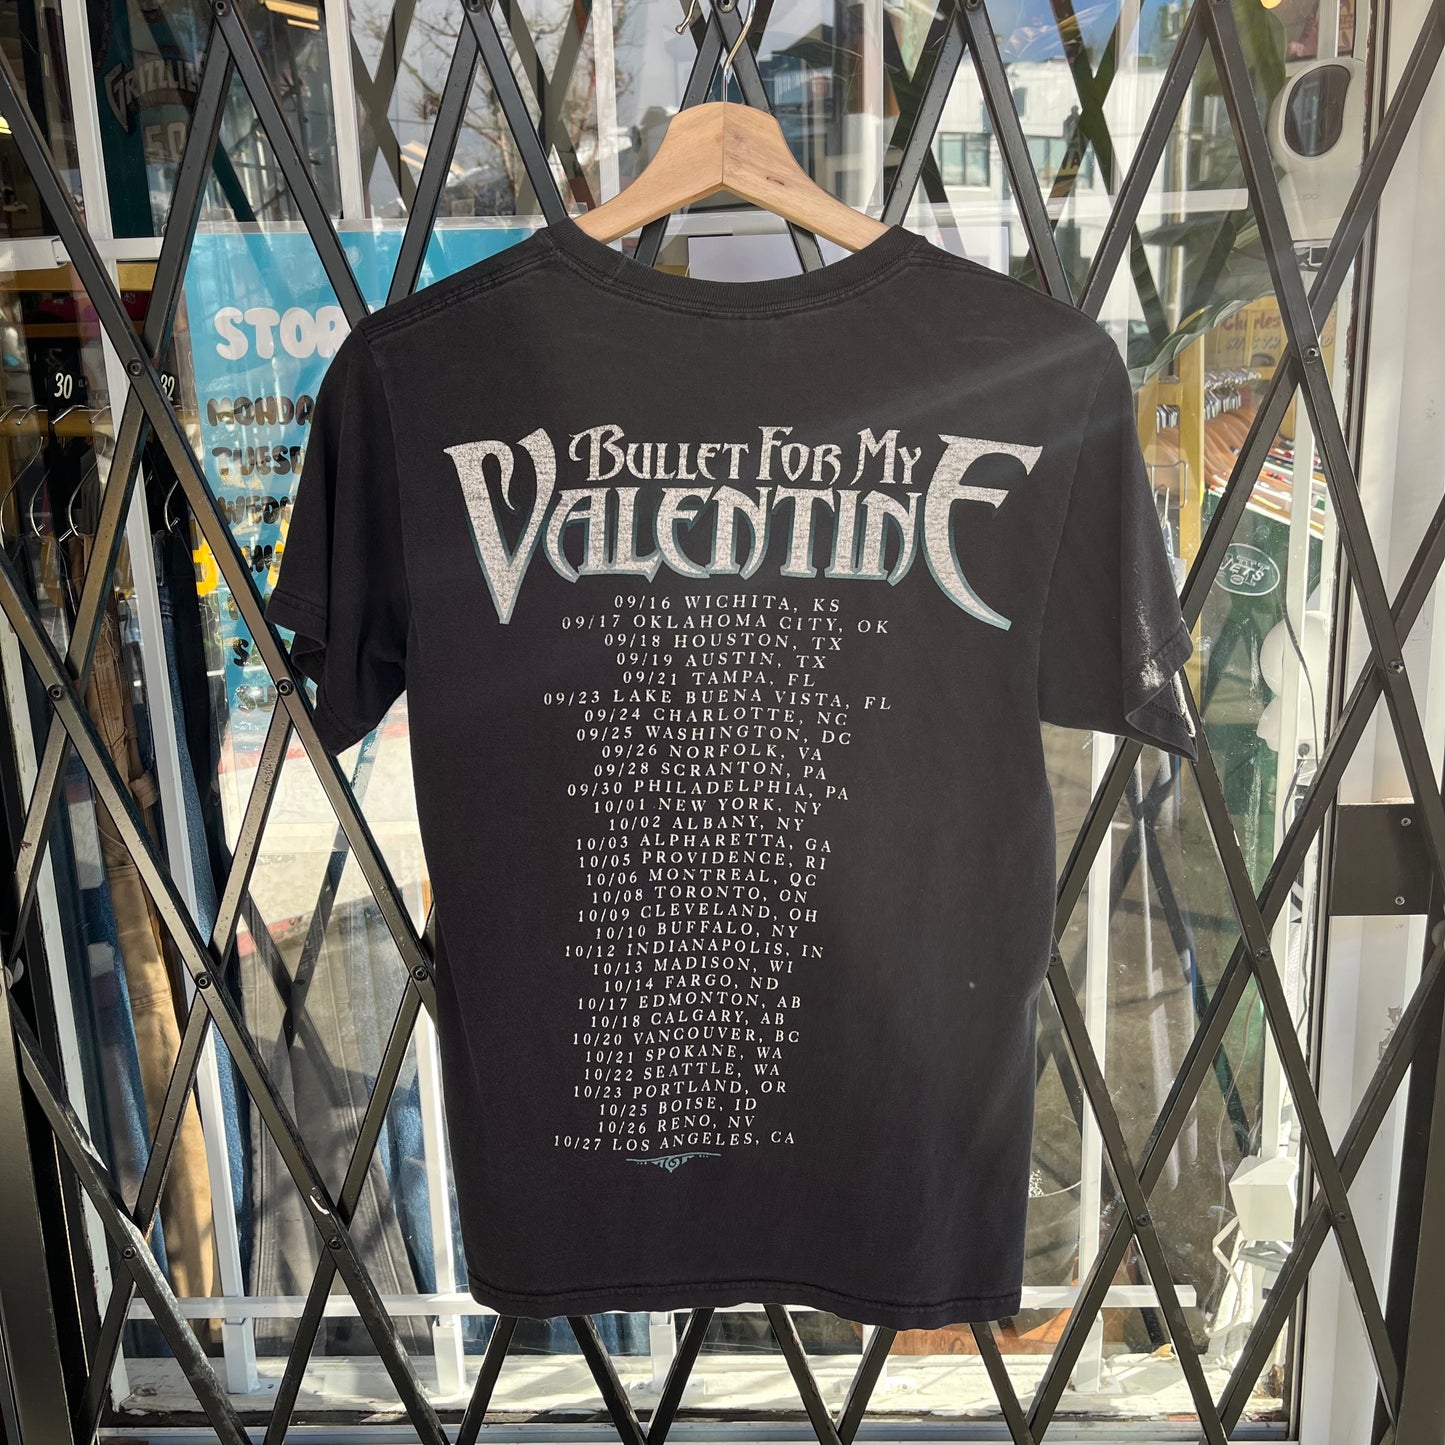 GRIZZLI
50
30
32
STOR
MONDA
TUESD
WEDN
Charles
JETS
BULLET FOR MY
VALENTINE
09/16 WICHITA, KS
09/17 OKLAHOMA CITY, OK
09/18 HOUSTON, TX
09/19 AUSTIN, TX
09/21 TAMPA, FL
09/23 LAKE BUENA VISTA, FL
09/24 CHARLOTTE, NC
09/25 WASHINGTON, DC
09/26 NORFOLK, VA
09/28 SCRANTON, PA
09/30 PHILADELPHIA, PA
10/01 NEW YORK, NY
10/02 ALBANY, NY
10/03 ALPHARETTA, GA
10/05 PROVIDENCE, RI
10/06 MONTREAL, QC
10/08 TORONTO, ON
10/09 CLEVELAND, OH
10/10 BUFFALO, NY
10/12 INDIANAPOLIS, IN
10/13 MADISON, WI
10/14 FARGO, ND
10/17 EDMONTON, AB
10/18 CALGARY, AB
10/20 VANCOUVER, BC
10/21 SPOKANE, WA
10/22 SEATTLE, WA
10/23 PORTLAND, OR
10/25 BOISE, ID
10/26 RENO, NV
10/27 LOS ANGELES, CA